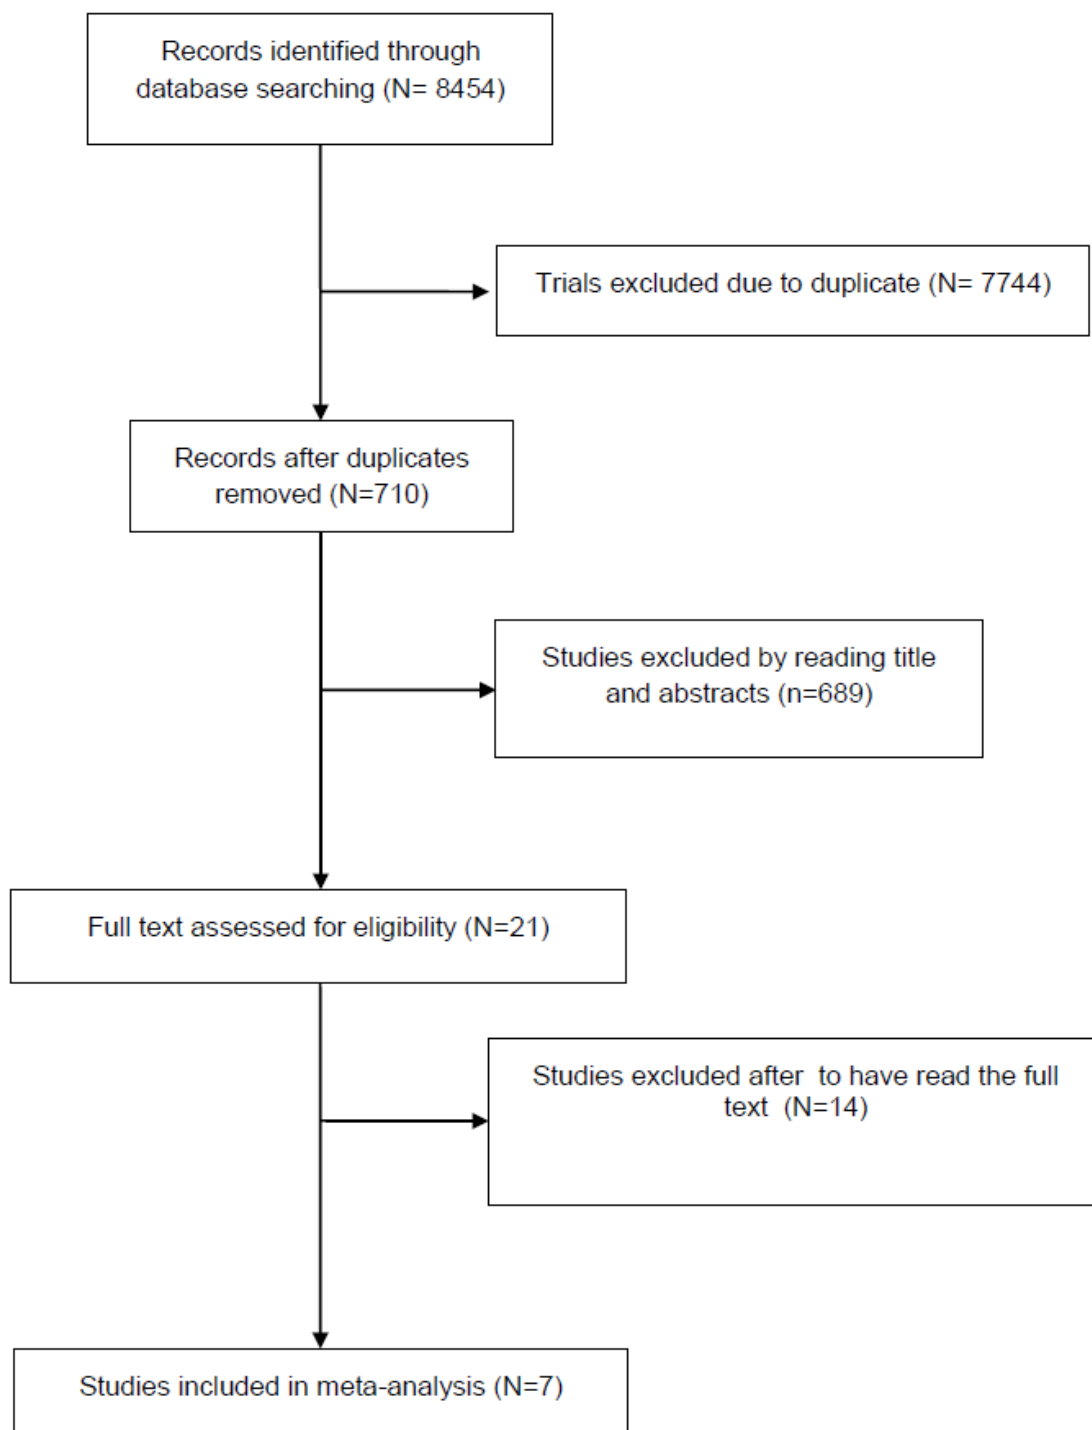 Records identified through
database searching (N= 8454)
Trials excluded due to duplicate (N= 7744)
Records after duplicates
removed (N=710)
Studies excluded by reading title
and abstracts (n=689)
Full text assessed for eligibility (N=21)
Studies excluded after  to have read the full
text  (N=14)
Studies included in meta-analysis (N=7)